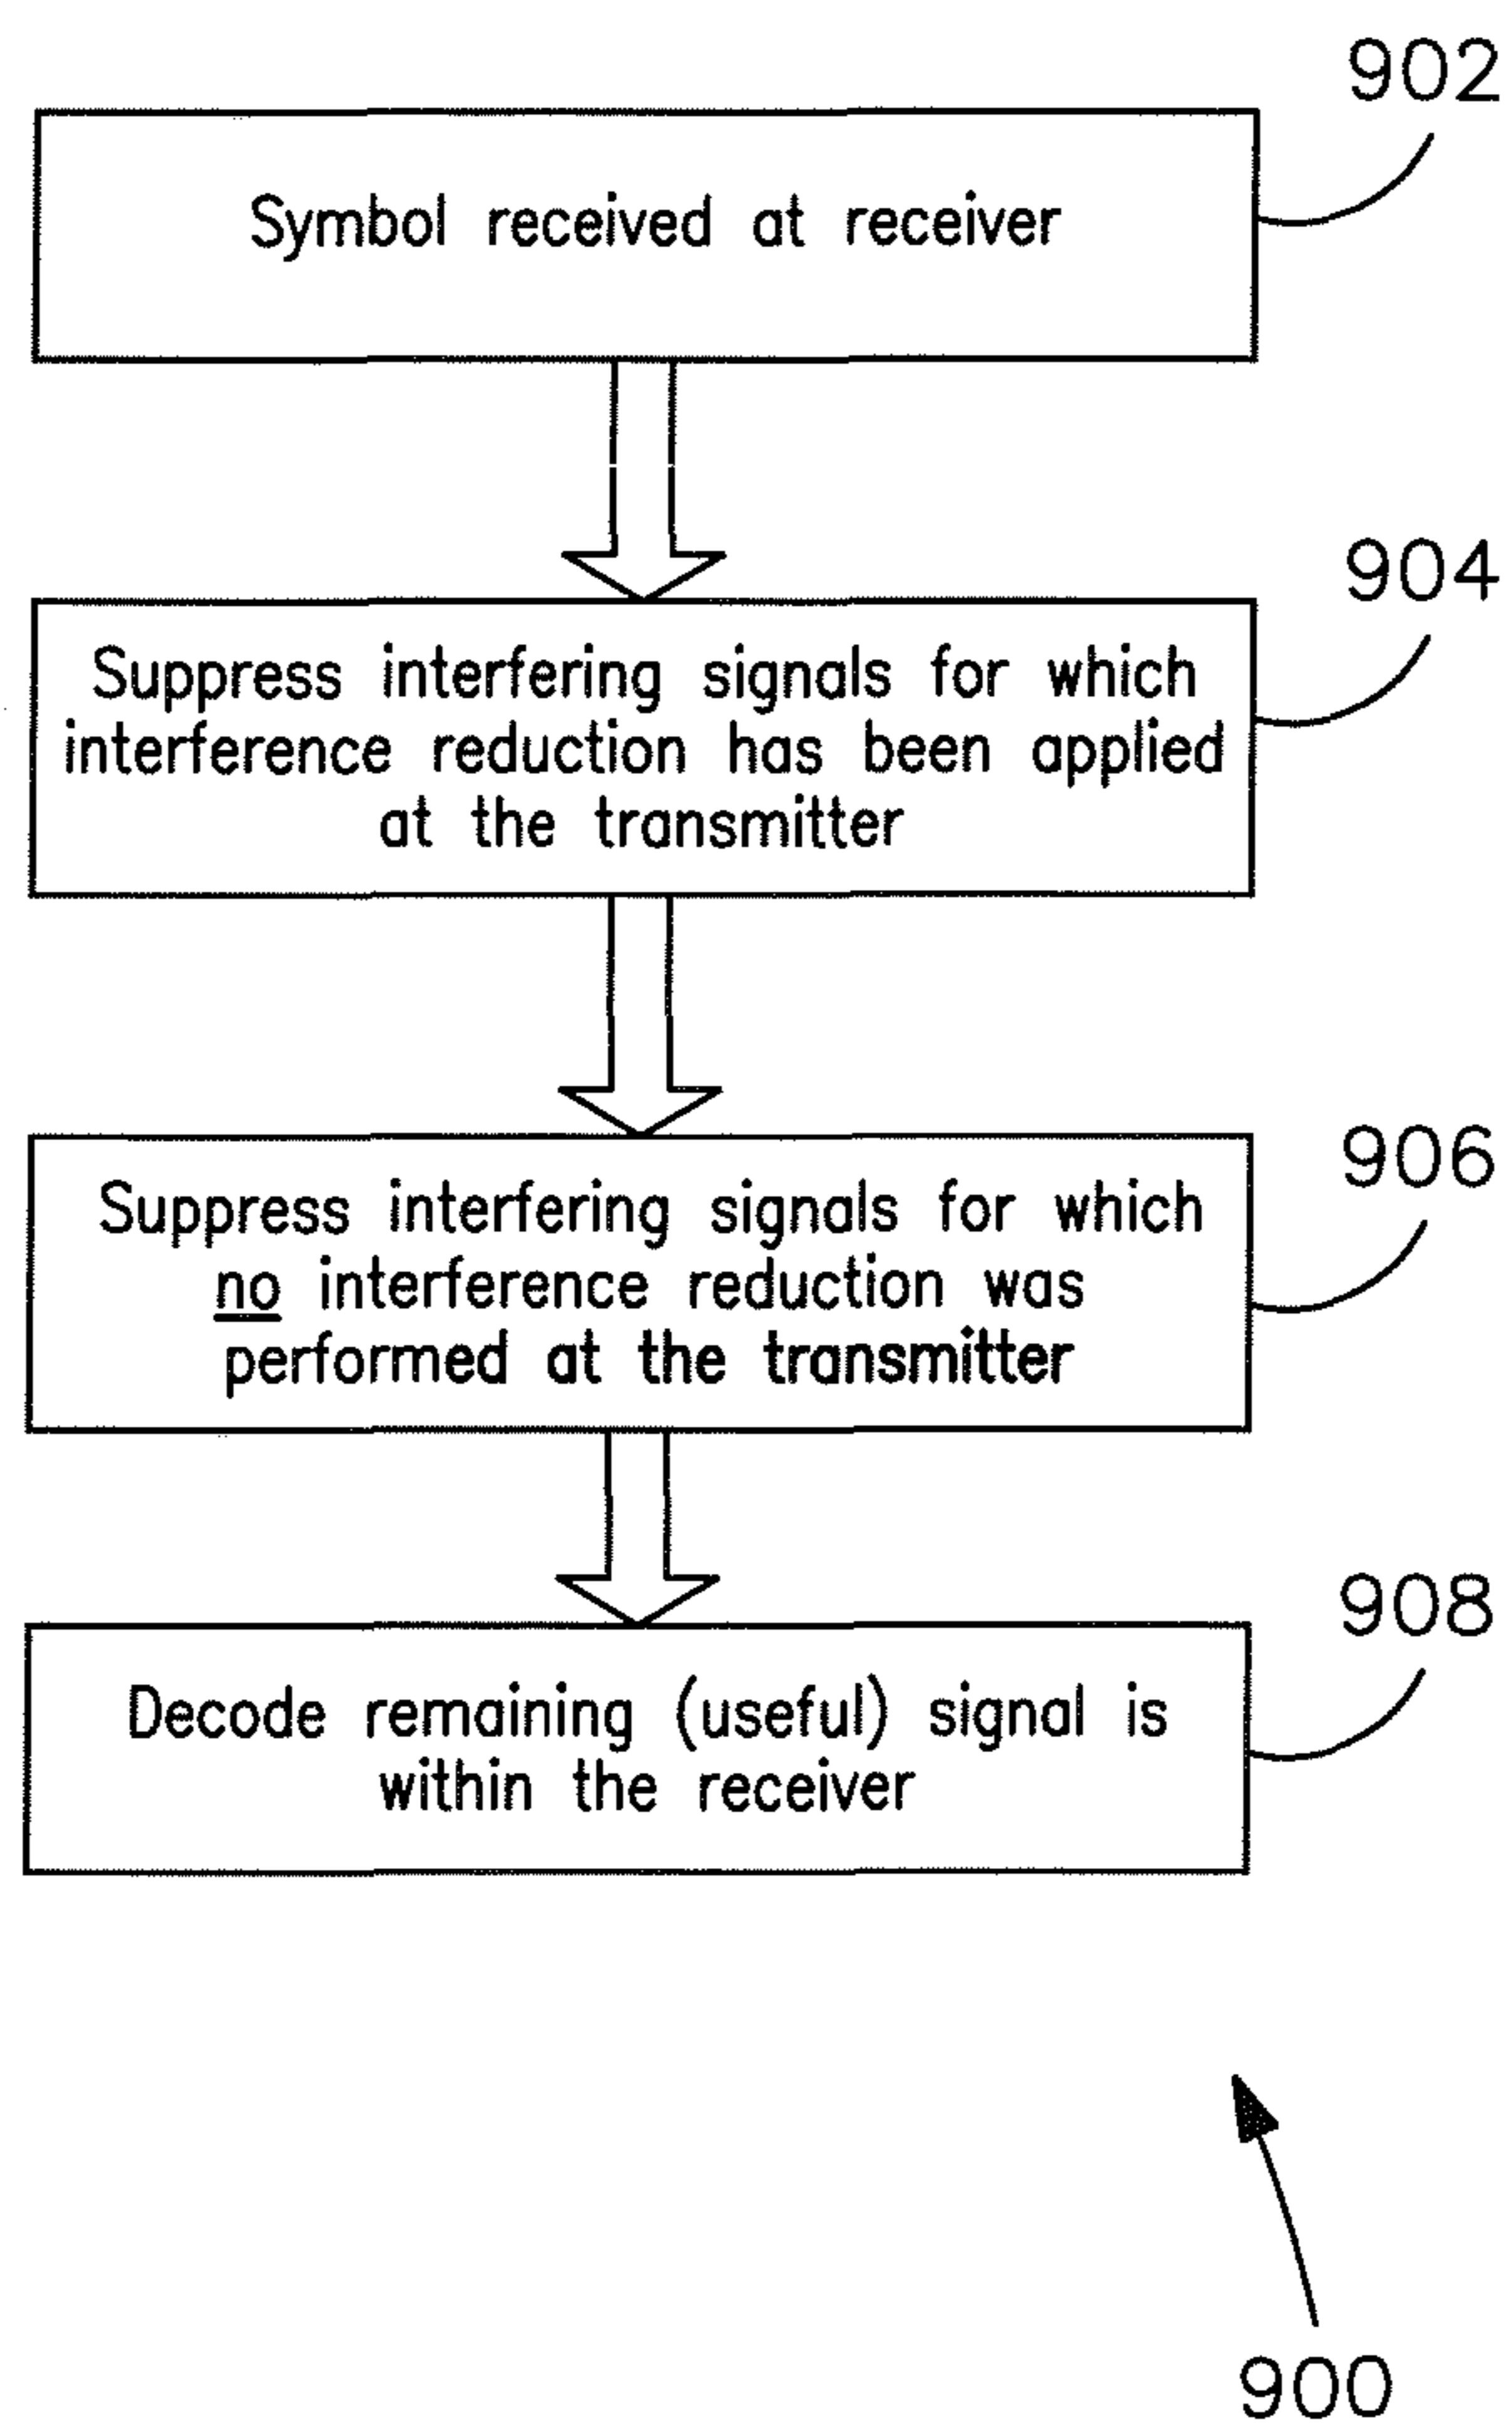 902
Symbol received at receiver
904
Suppress interfering signals for which
interference reduction has been applied
at the transmitter
906
Suppress interfering signals for which
no interference reduction was
performed at the transmitter
908
Decode remaining (useful) signal is
within the receiver
900